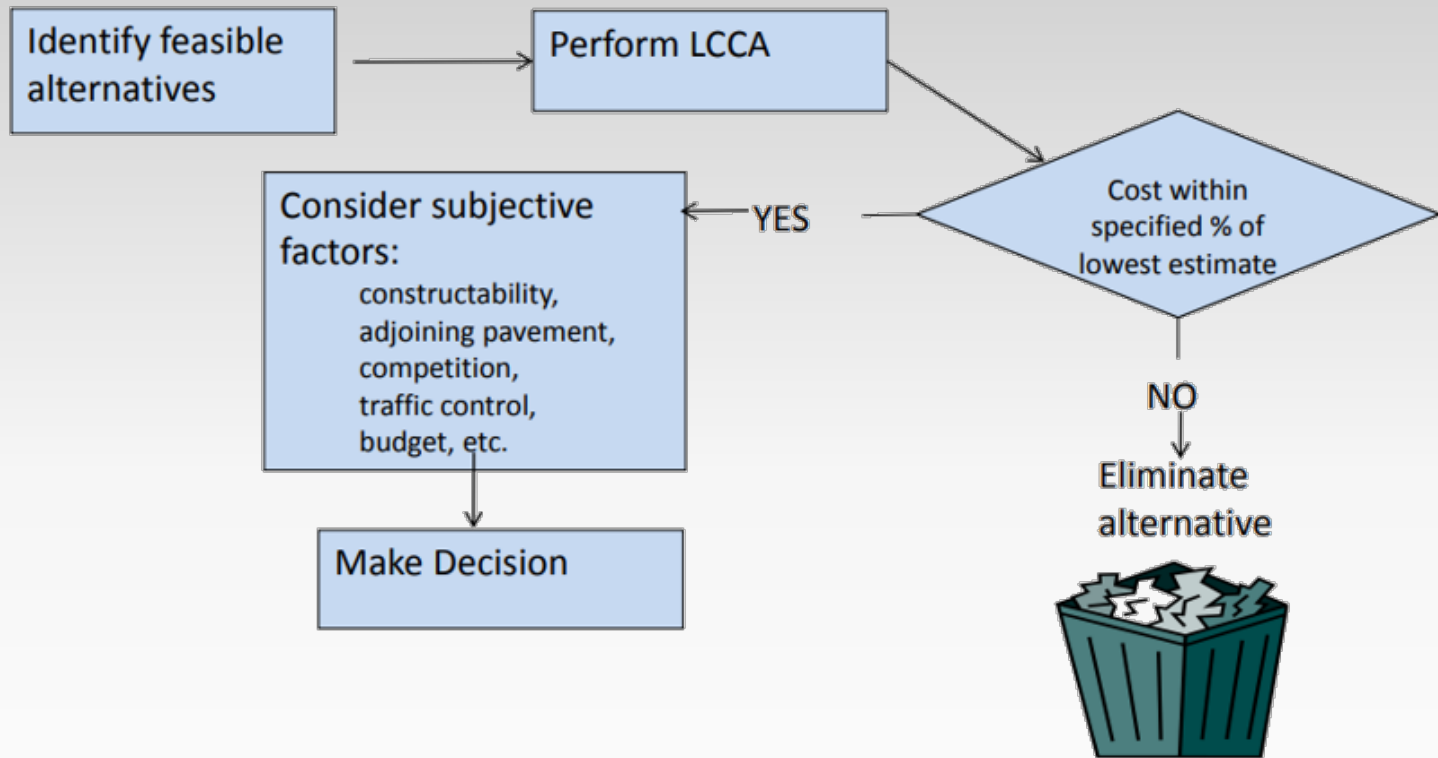 Identify feasible
alternatives
Perform LCCA
Cost within
specified % of
lowest estimate
YES
Consider subjective
factors:
constructability,
adjoining pavement,
competition,
traffic control,
budget, etc.
Make Decision
NO
Eliminate
alternative